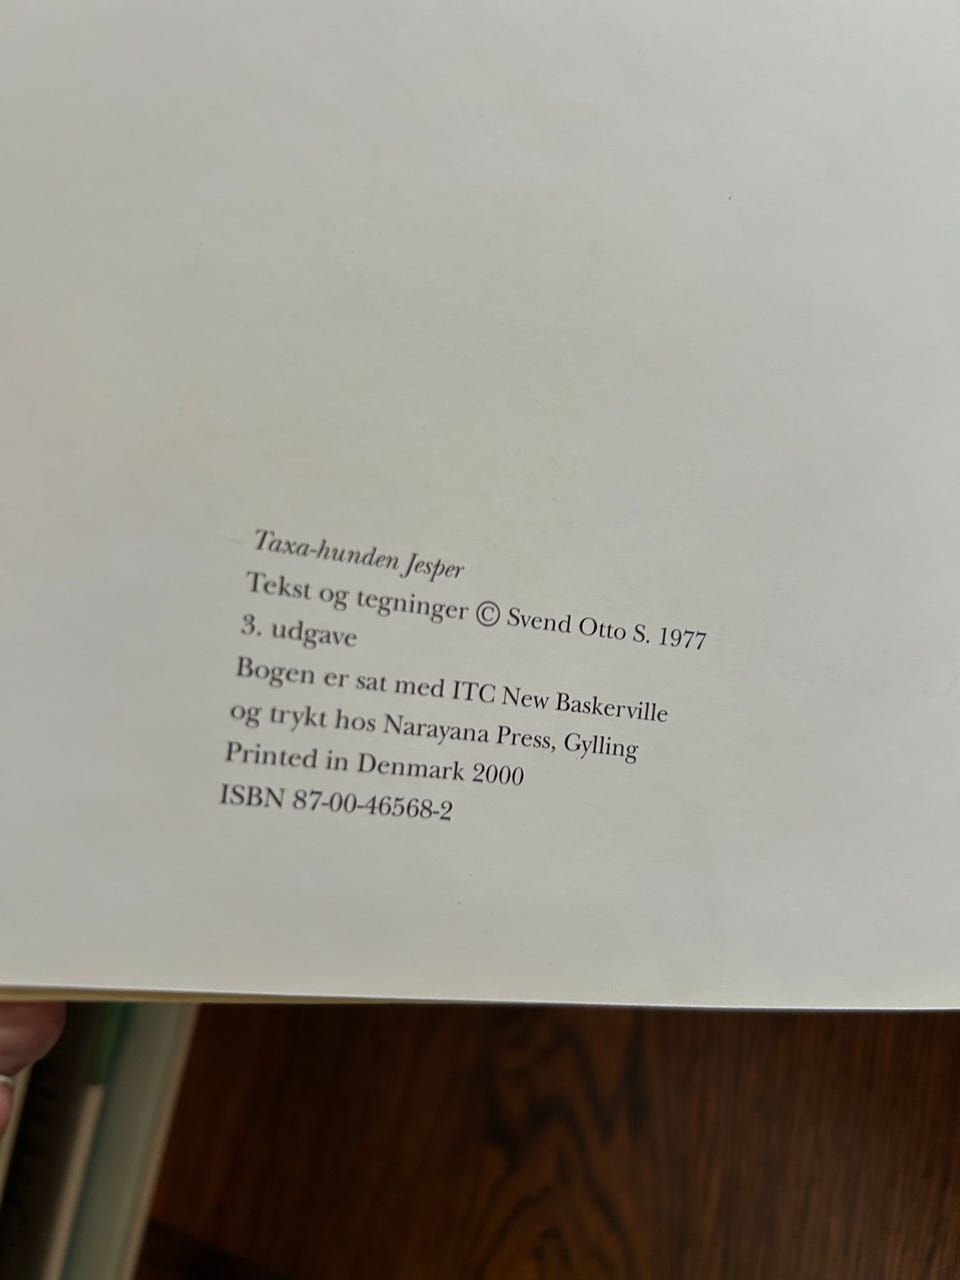 Taxa-hunden Jesper
Tekst og tegninger © Svend Otto S. 1977
3. udgave
Bogen er sat med ITC New Baskerville
og trykt hos Narayana Press, Gylling
Printed in Denmark 2000
ISBN 87-00-46568-2